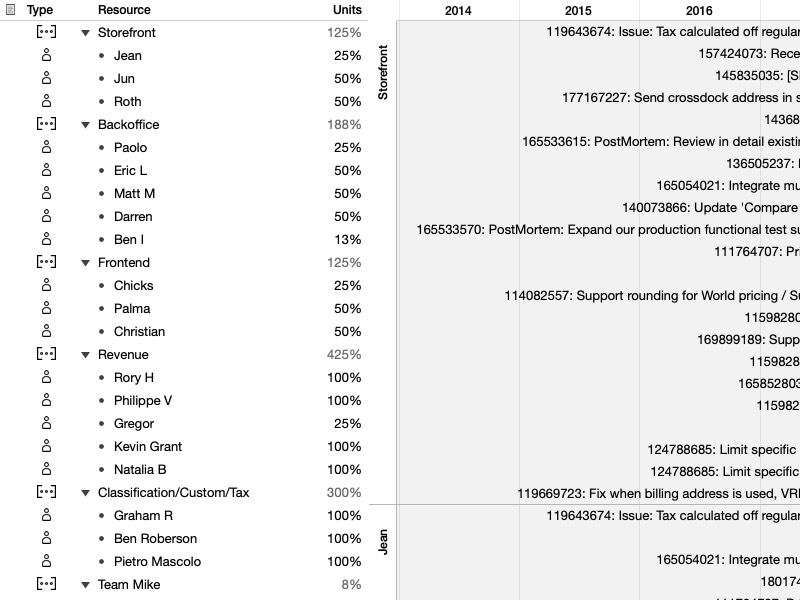 Type Resource Units
Storefront 125%
Jean 25%
Jun 50%
Roth 50%
Backoffice 188%
Paolo 25%
Eric L 50%
Matt M 50%
Darren 50%
Ben I 13%
Frontend 125%
Chicks 25%
Palma 50%
Christian 50%
Revenue 425%
Rory H 100%
Philippe V 100%
Gregor 25%
Kevin Grant 100%
Natalia B 100%
Classification/Custom/Tax 300%
Graham R 100%
Ben Roberson 100%
Pietro Mascolo 100%
Team Mike 8%
2014 2015 2016
Storefront
119643674: Issue: Tax calculated off regular
157424073: Rece
145835035: [S
177167227: Send crossdock address in s
14368
165533615: PostMortem: Review in detail existin
136505237:
165054021: Integrate mu
140073866: Update 'Compare
165533570: PostMortem: Expand our production functional test su
111764707: Pri
114082557: Support rounding for World pricing / Su
11598280
169899189: Supp
1159828
165852803
115982
124788685: Limit specific
124788685: Limit specific
119669723: Fix when billing address is used, VRI
Jean
119643674: Issue: Tax calculated off regular
165054021: Integrate mu
180174